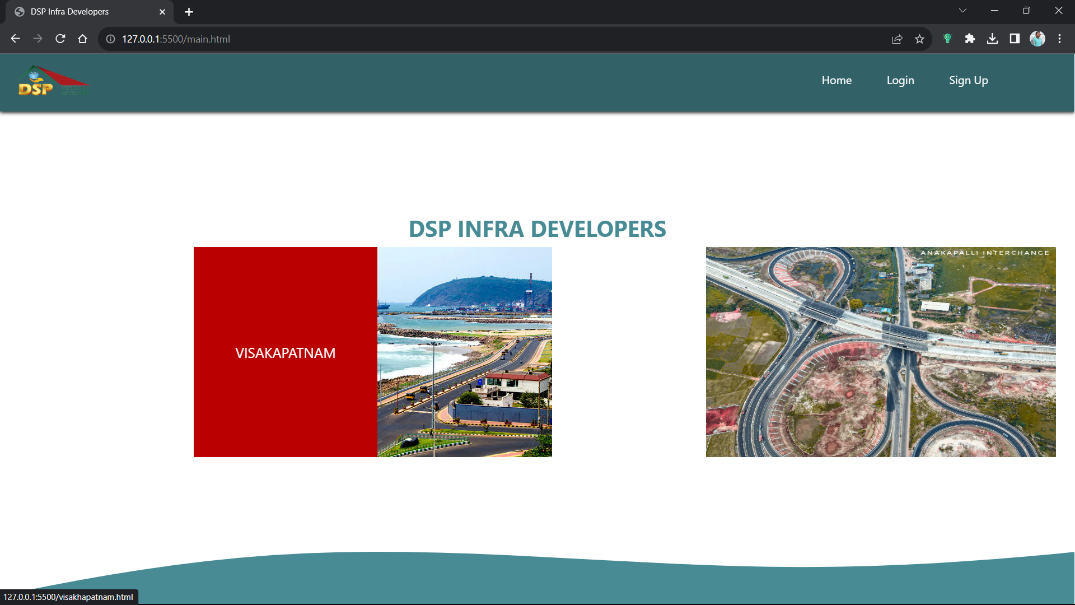 DSP Infra Developers
127.0.0.1:5500/main.html
DSP
Home
Login
Sign Up
DSP INFRA DEVELOPERS
VISAKAPATNAM
ANAKAPALLI INTERCHANGE
127.0.0.1:5500/visakhapatnam.html